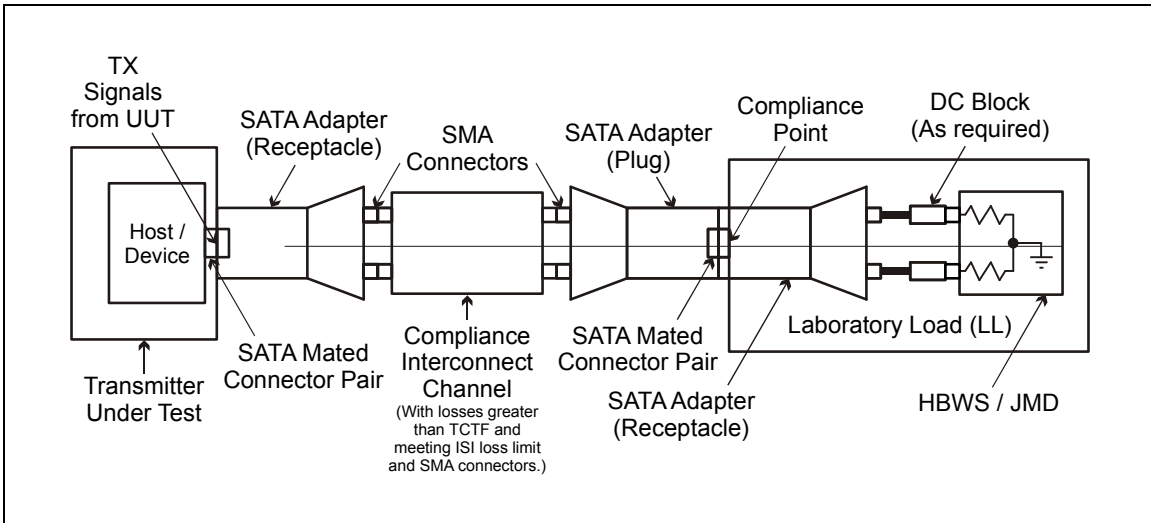 TX
Signals
from UUT
SATA Adapter
(Receptacle)
SMA
Connectors
SATA Adapter
(Plug)
Compliance
Point
DC Block
(As required)
Host /
Device
Laboratory Load (LL)
Transmitter
Under Test
SATA Mated
Connector Pair
Compliance
Interconnect
Channel
(With losses greater
than TCTF and
meeting ISI loss limit
and SMA connectors.)
SATA Mated
Connector Pair
SATA Adapter
(Receptacle)
HBWS / JMD